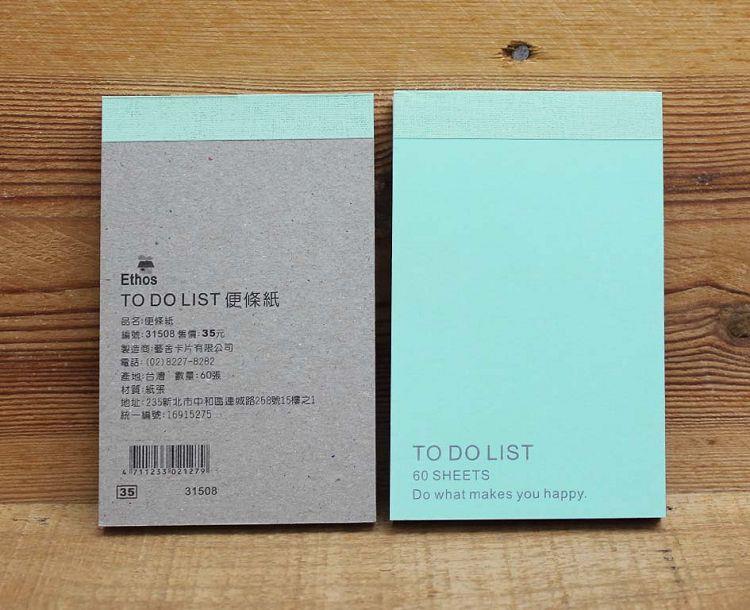 Ethos
TO DO LIST 便條紙
品名:便條紙
編號:31508 售價:35元
製造商:藝舍卡片有限公司
電話:(02)8227-8282
產地:台灣 數量:60張
材質:紙張
地址:235新北市中和區連城路268號15樓之1
統一編號:16915275
4 711233 021279
35 31508
TO DO LIST
60 SHEETS
Do what makes you happy.